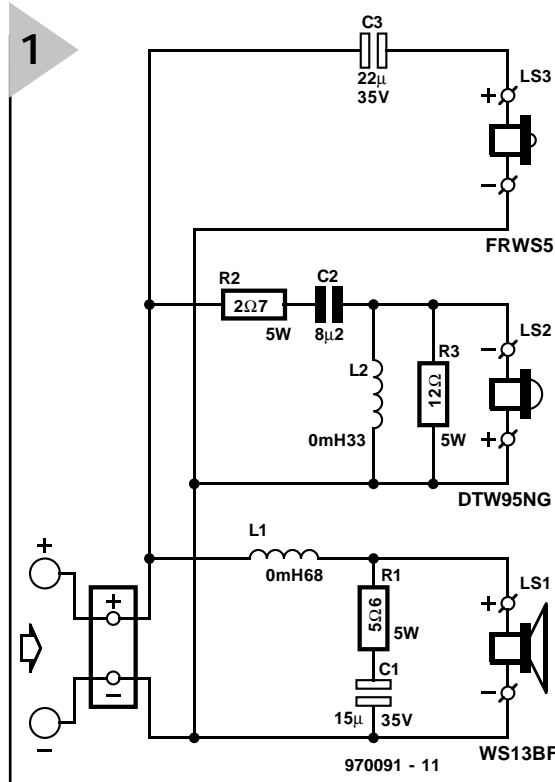 1
C3
22µ
35V
LS3
+
−
FRWS5
R2
2Ω7
5W
C2
8µ2
LS2
−
L2
0mH33
R3
12Ω
5W
+
DTW95NG
L1
0mH68
R1
5Ω6
5W
LS1
+
+
+
C1
15µ
35V
−
−
−
WS13BF
970091 - 11